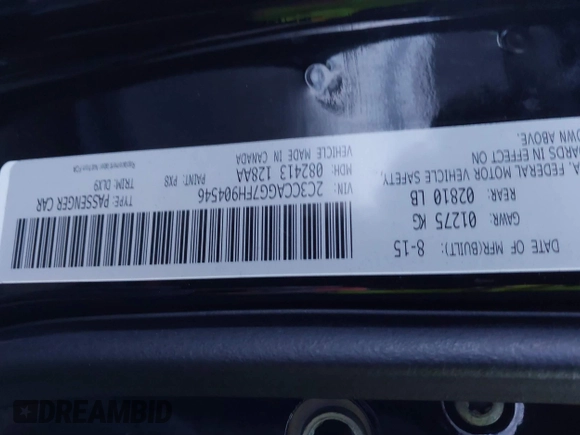 DATE OF MFR(BUILT): 8-15
GAWR: 01275 KG
REAR: 02810 LB
A. FEDERAL MOTOR VEHICLE SAFETY,
ARDS IN EFFECT ON
WN ABOVE.
VIN: 2C3CCAGG7FH904546
TYPE: PASSENGER CAR
PAINT: PX8
TRIM: DLX9
MDH: 082413 128AA
VEHICLE MADE IN CANADA
DREAMBID